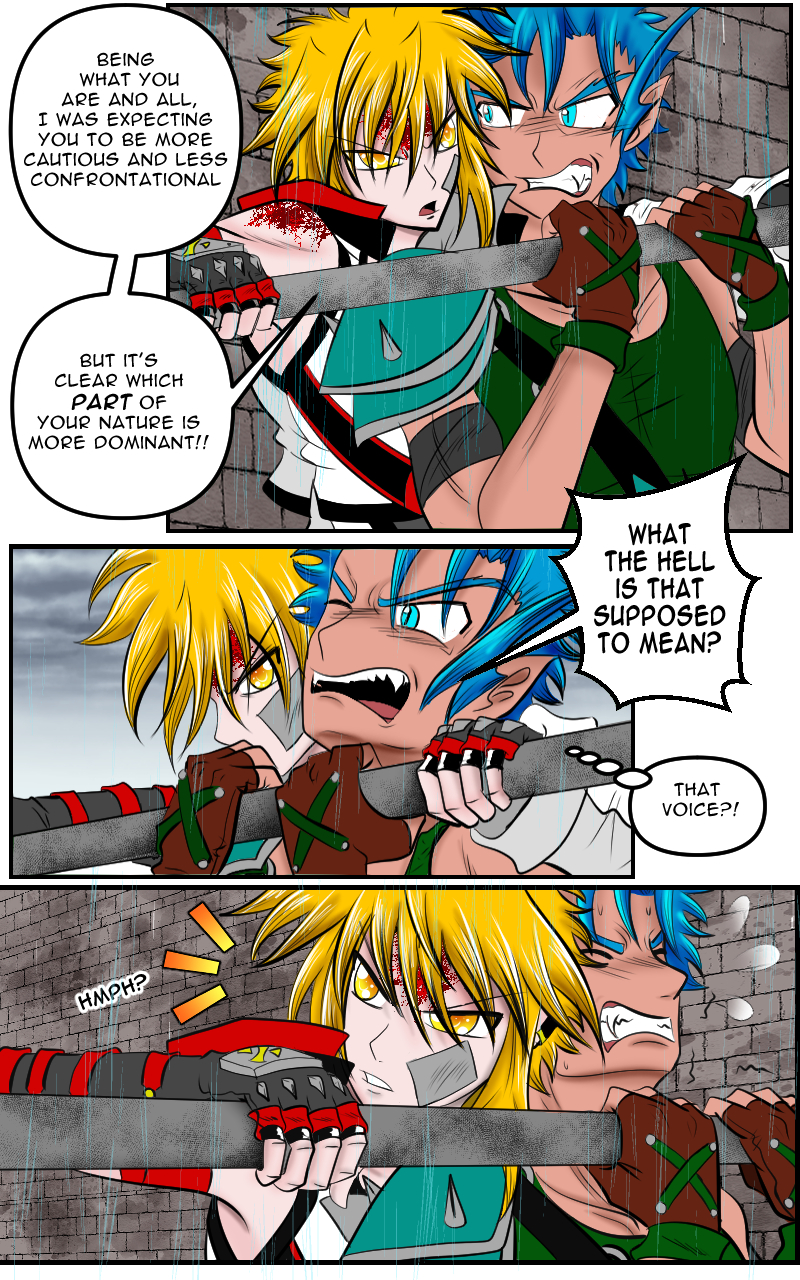 BEING
WHAT YOU
ARE AND ALL,
I WAS EXPECTING
YOU TO BE MORE
CAUTIOUS AND LESS
CONFRONTATIONAL
BUT IT'S
CLEAR WHICH
PART OF
YOUR NATURE IS
MORE DOMINANT!!
WHAT
THE HELL
IS THAT
SUPPOSED
TO MEAN?
THAT
VOICE?!
HMPH?